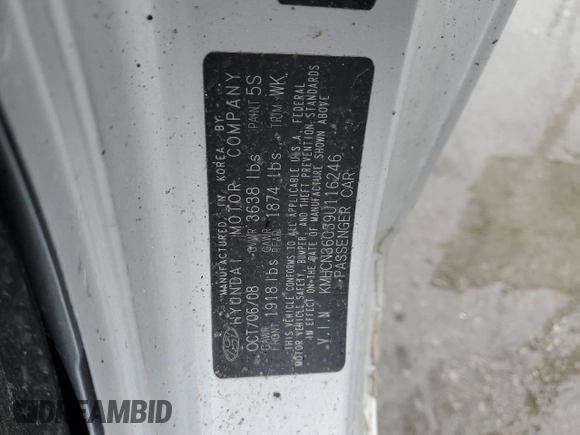 MANUFACTURED IN KOREA BY
HYUNDAI MOTOR COMPANY
OCT/06/08 GVWR 3638 lbs PAINT 5S
GAWR FRONT 1918 lbs GAWR REAR 1874 lbs TRIM WK
THIS VEHICLE CONFORMS TO ALL APPLICABLE U.S.A. FEDERAL
MOTOR VEHICLE SAFETY, BUMPER, AND THEFT PREVENTION STANDARDS
IN EFFECT ON THE DATE OF MANUFACTURE SHOWN ABOVE
V.I.N KMHCN36C39U116246
PASSENGER CAR
DREAMBID